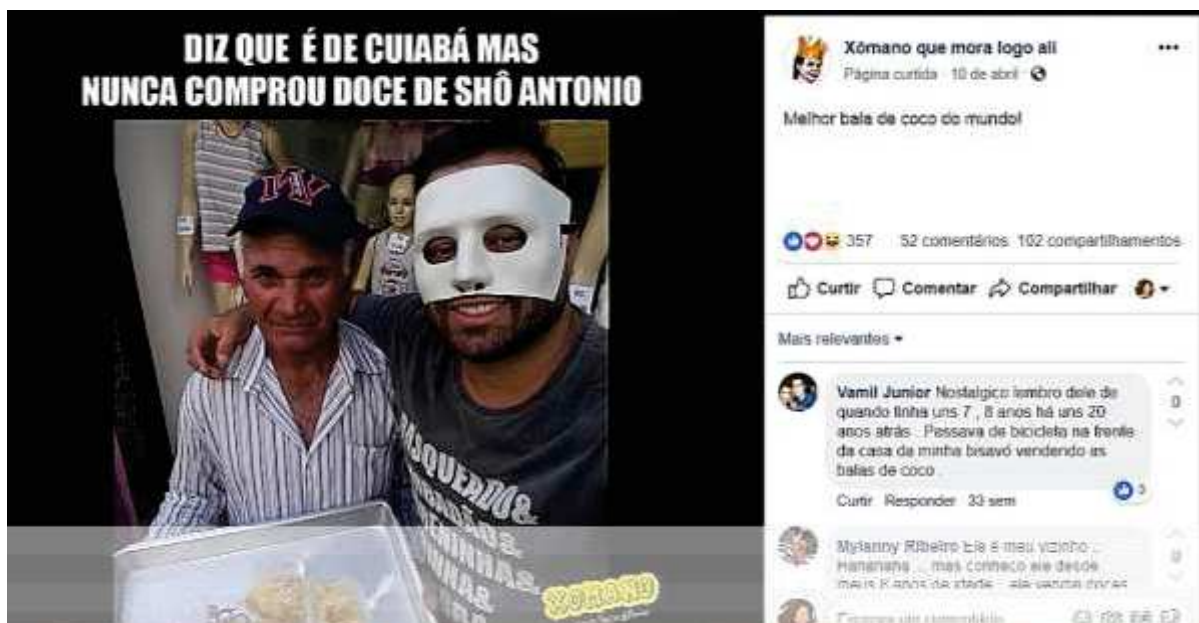 DIZ QUE É DE CUIABÁ MAS
NUNCA COMPROU DOCE DE SHÔ ANTONIO
NY
XOMANO
Xômano que mora logo ali
Página curtida · 10 de abril
Melhor bala de coco do mundo!
357 52 comentários 102 compartilhamentos
Curtir Comentar Compartilhar
Mais relevantes
Vamil Junior Nostalgico lembro dele de
quando tinha uns 7 , 8 anos há uns 20
anos atrás . Passava de bicicleta na frente
da casa da minha bisavó vendendo as
balas de coco .
Curtir Responder 33 sem
3
0
Mylanny Ribeiro Ele é meu vizinho ..
Hahahaha ... mas conheço ele desde
meus 8 anos de idade .. ele vendia doces
0